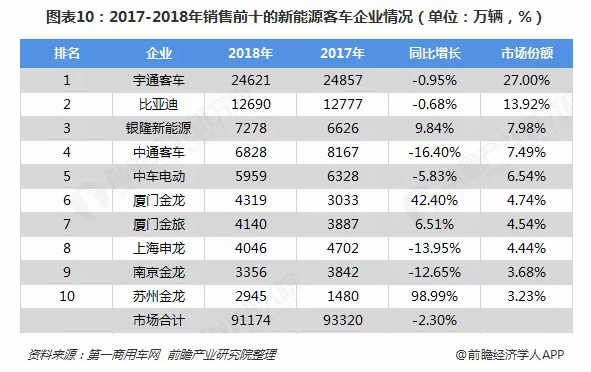 图表10：2017-2018年销售前十的新能源客车企业情况（单位：万辆，%）
排名 企业 2018年 2017年 同比增长 市场份额
1 宇通客车 24621 24857 -0.95% 27.00%
2 比亚迪 12690 12777 -0.68% 13.92%
3 银隆新能源 7278 6626 9.84% 7.98%
4 中通客车 6828 8167 -16.40% 7.49%
5 中车电动 5959 6328 -5.83% 6.54%
6 厦门金龙 4319 3033 42.40% 4.74%
7 厦门金旅 4140 3887 6.51% 4.54%
8 上海申龙 4046 4702 -13.95% 4.44%
9 南京金龙 3356 3842 -12.65% 3.68%
10 苏州金龙 2945 1480 98.99% 3.23%
市场合计 91174 93320 -2.30%
资料来源：第一商用车网 前瞻产业研究院整理 @前瞻经济学人APP